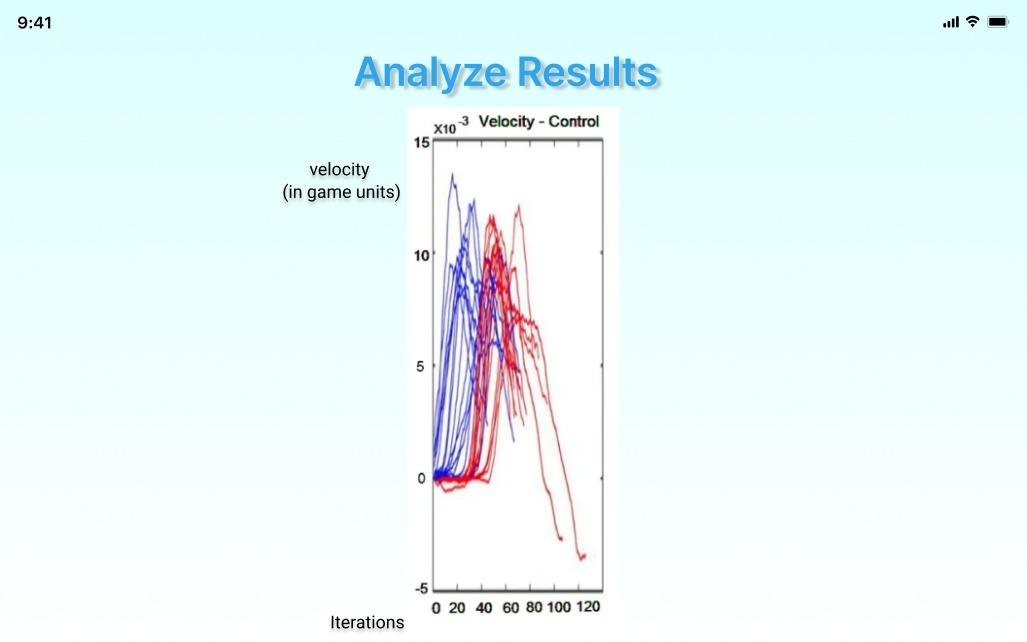 9:41
Analyze Results
X10 -3 Velocity - Control
15
velocity
(in game units)
10
5
0
-5
0 20 40 60 80 100 120
Iterations